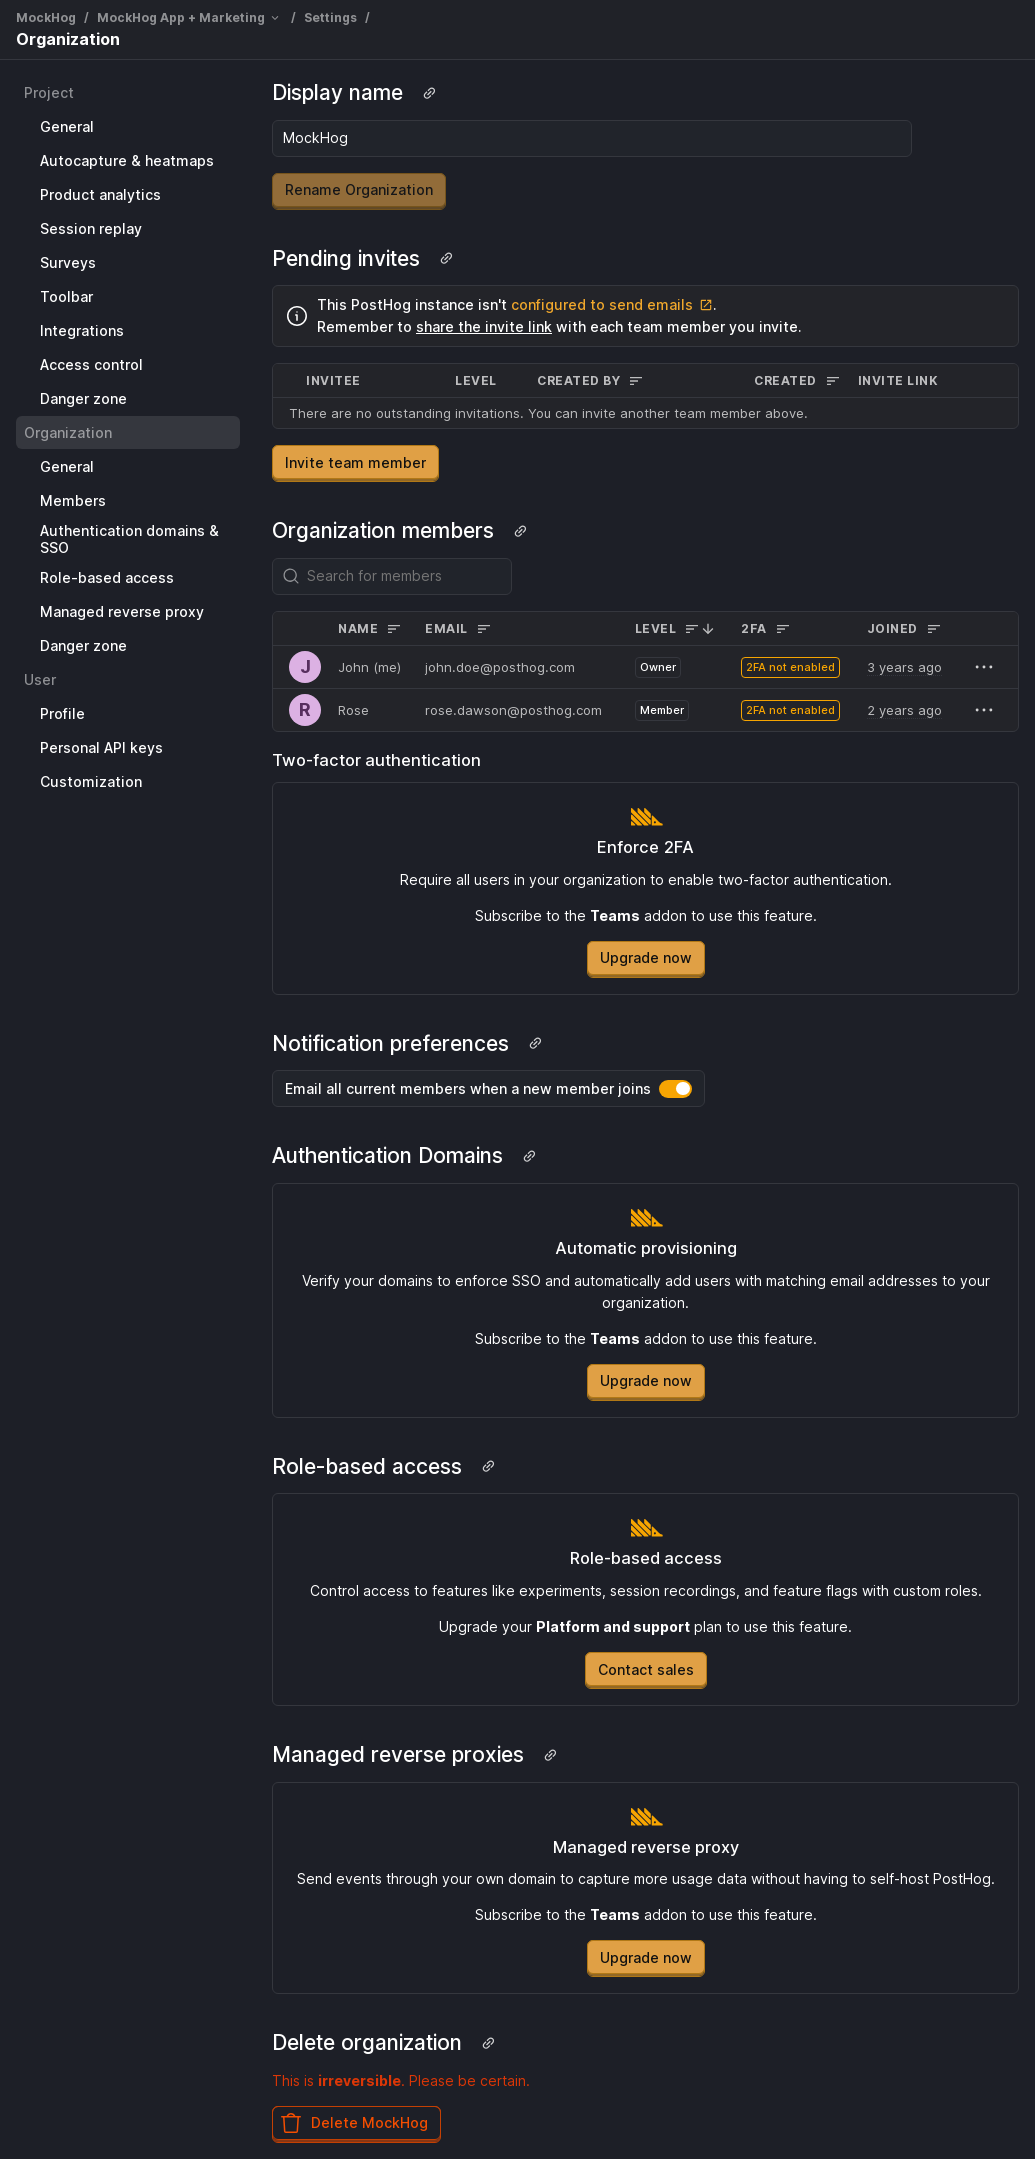 MockHog / MockHog App + Marketing / Settings /
Organization
Project
General
Autocapture & heatmaps
Product analytics
Session replay
Surveys
Toolbar
Integrations
Access control
Danger zone
Organization
General
Members
Authentication domains &
SSO
Role-based access
Managed reverse proxy
Danger zone
User
Profile
Personal API keys
Customization
Display name
MockHog
Rename Organization
Pending invites
This PostHog instance isn't configured to send emails .
Remember to share the invite link with each team member you invite.
INVITEE LEVEL CREATED BY CREATED INVITE LINK
There are no outstanding invitations. You can invite another team member above.
Invite team member
Organization members
Search for members
NAME EMAIL LEVEL 2FA JOINED
J John (me) john.doe@posthog.com Owner 2FA not enabled 3 years ago
R Rose rose.dawson@posthog.com Member 2FA not enabled 2 years ago
Two-factor authentication
Enforce 2FA
Require all users in your organization to enable two-factor authentication.
Subscribe to the Teams addon to use this feature.
Upgrade now
Notification preferences
Email all current members when a new member joins
Authentication Domains
Automatic provisioning
Verify your domains to enforce SSO and automatically add users with matching email addresses to your
organization.
Subscribe to the Teams addon to use this feature.
Upgrade now
Role-based access
Role-based access
Control access to features like experiments, session recordings, and feature flags with custom roles.
Upgrade your Platform and support plan to use this feature.
Contact sales
Managed reverse proxies
Managed reverse proxy
Send events through your own domain to capture more usage data without having to self-host PostHog.
Subscribe to the Teams addon to use this feature.
Upgrade now
Delete organization
This is irreversible. Please be certain.
Delete MockHog